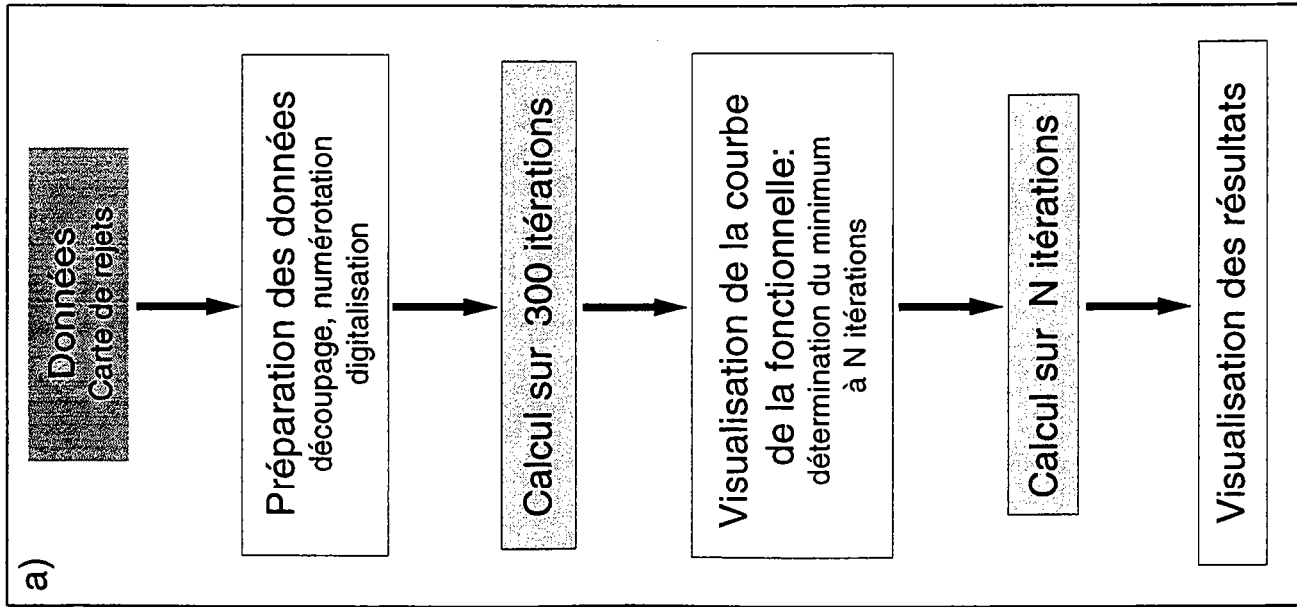 a)
Données
Carte de rejets
Préparation des données
découpage, numérotation
digitalisation
Calcul sur 300 itérations
Visualisation de la courbe
de la fonctionnelle:
détermination du minimum
à N itérations
Calcul sur N itérations
Visualisation des résultats